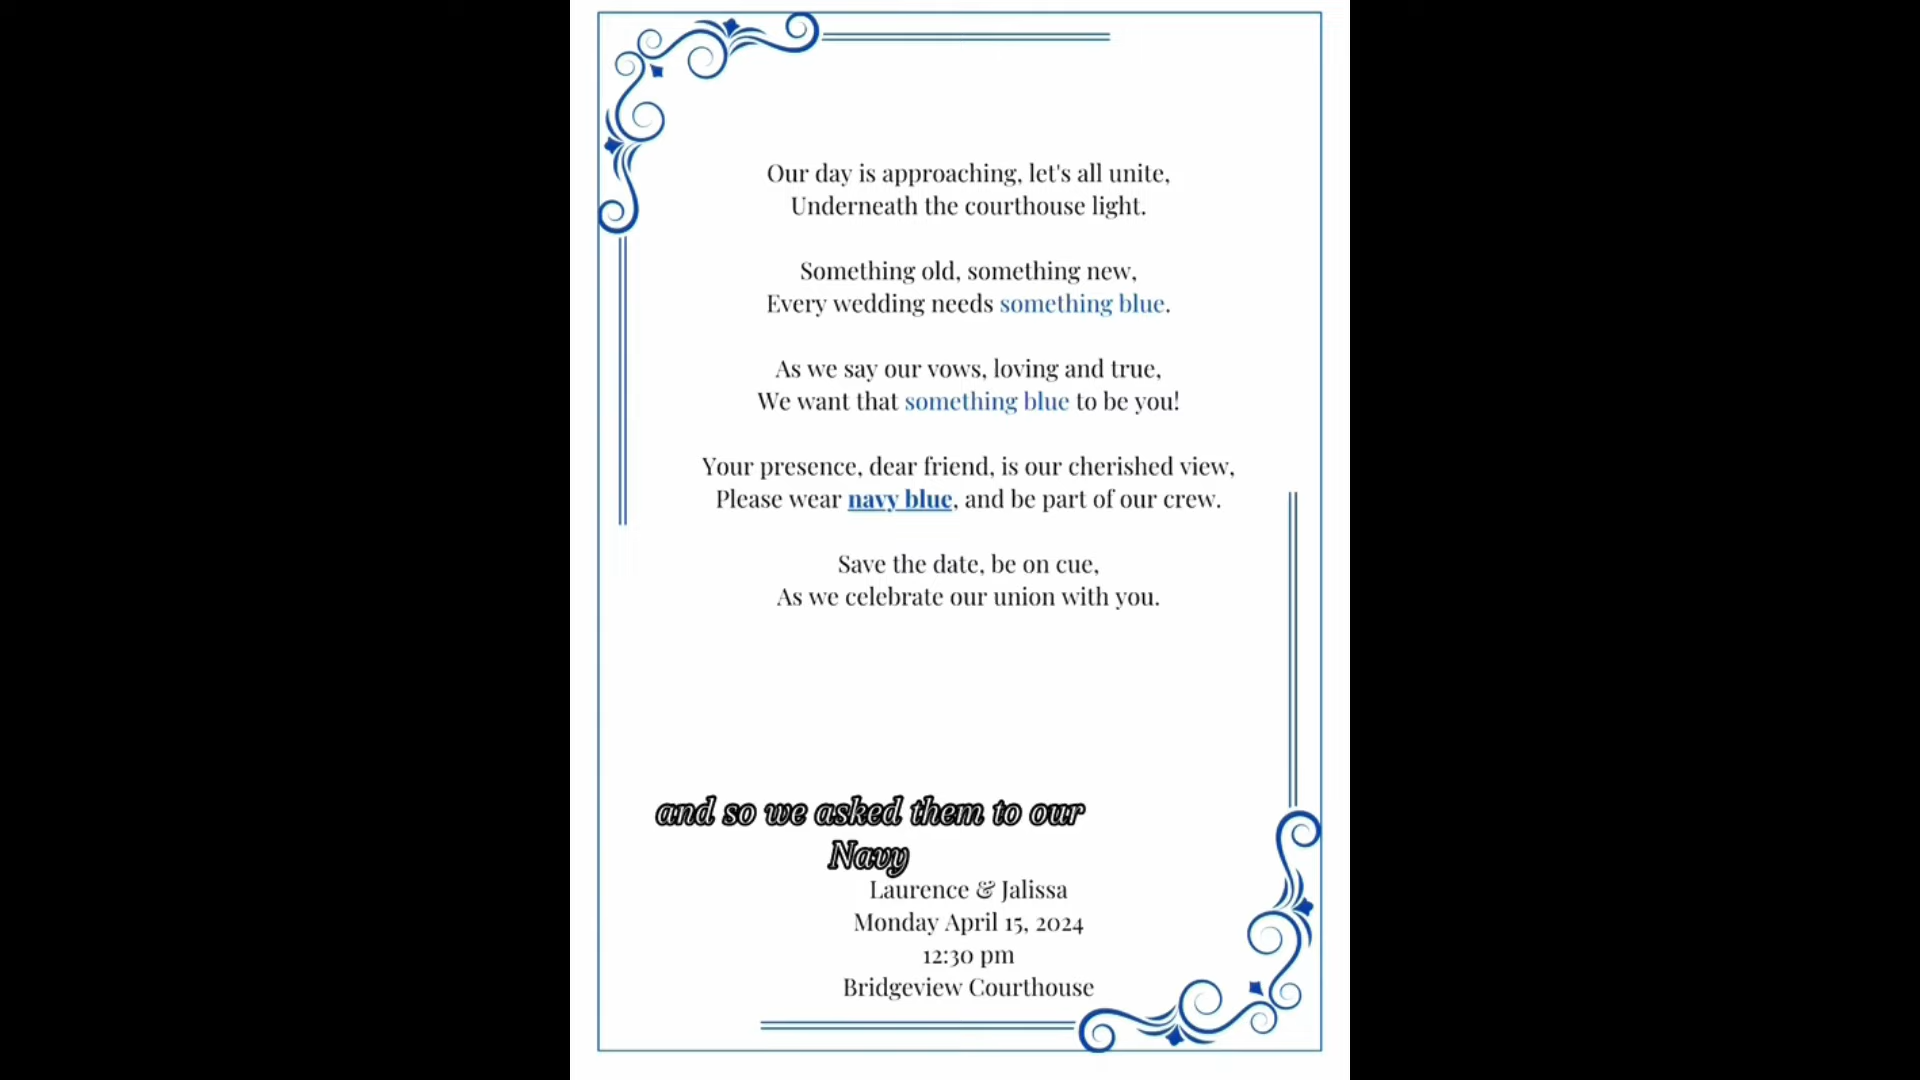 Our day is approaching, let's all unite,
Underneath the courthouse light.
Something old, something new,
Every wedding needs something blue.
As we say our vows, loving and true,
We want that something blue to be you!
Your presence, dear friend, is our cherished view,
Please wear navy blue, and be part of our crew.
Save the date, be on cue,
As we celebrate our union with you.
and so we asked them to our
Navy
Laurence & Jalissa
Monday April 15, 2024
12:30 pm
Bridgeview Courthouse